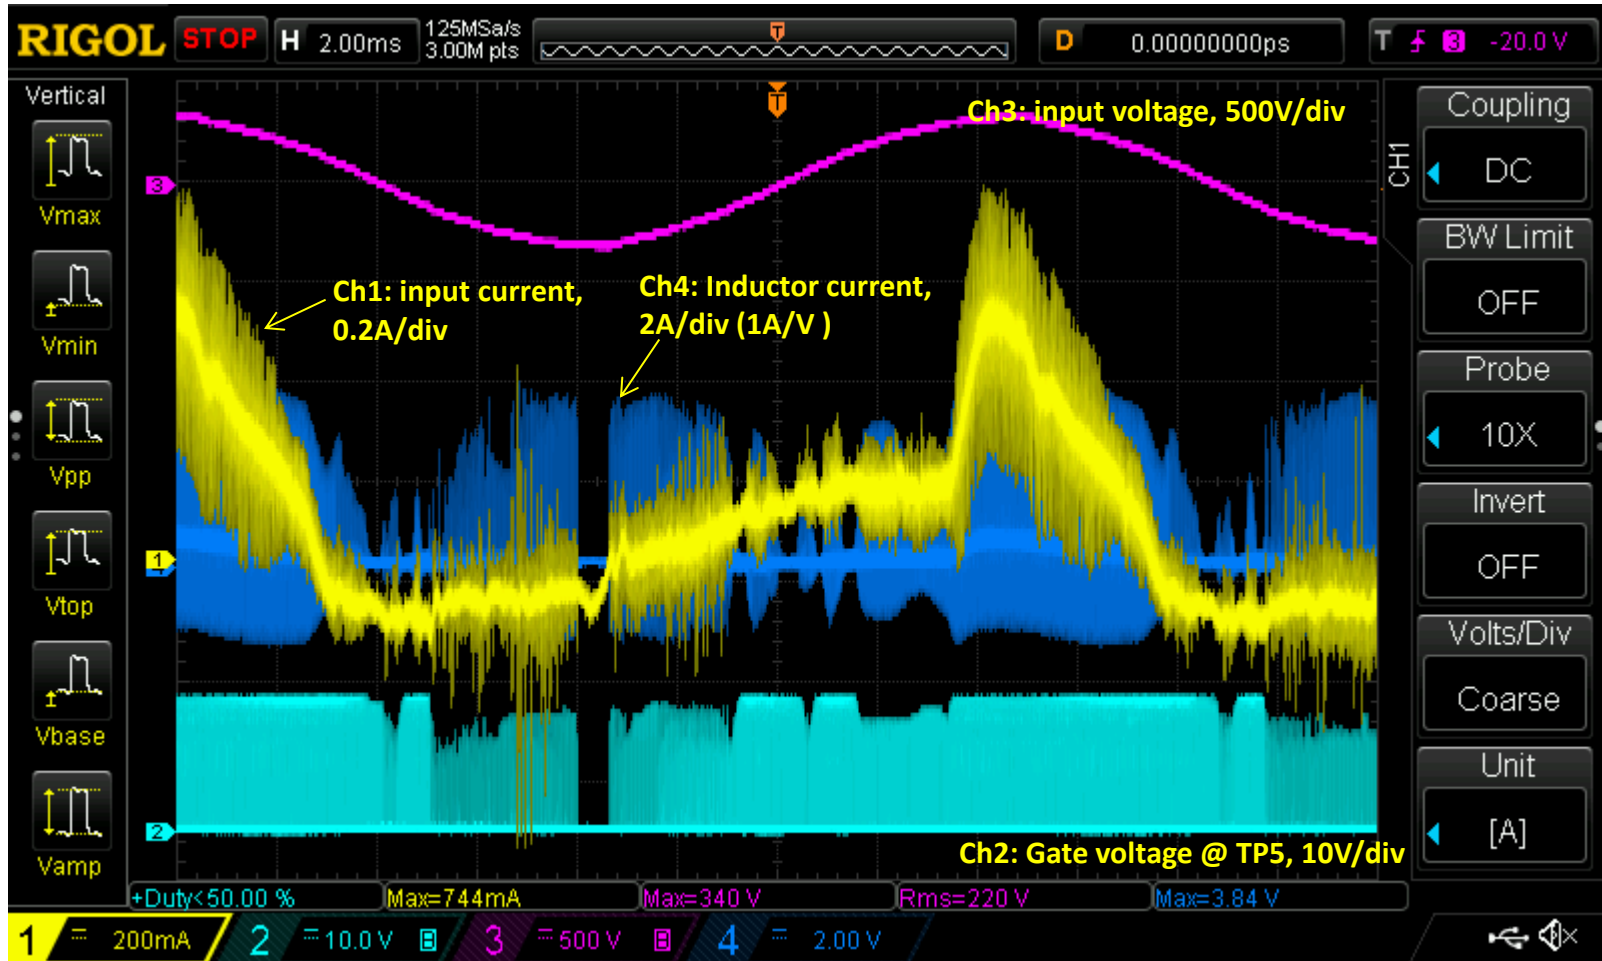 RIGOL STOP H 2.00ms 125MSa/s 3.00M pts T D 0.00000000ps T 3 -20.0 V
Vertical
Vmax
Vmin
Vpp
Vtop
Vbase
Vamp
T
Ch3: input voltage, 500V/div
3
Ch1: input current,
0.2A/div
Ch4: Inductor current,
2A/div (1A/V )
1
2
Ch2: Gate voltage @ TP5, 10V/div
CH1
Coupling
DC
BW Limit
OFF
Probe
10X
Invert
OFF
Volts/Div
Coarse
Unit
[A]
+Duty<50.00 % Max=744mA Max=340 V Rms=220 V Max=3.84 V
1 200mA 2 10.0 V B 3 500 V B 4 2.00 V